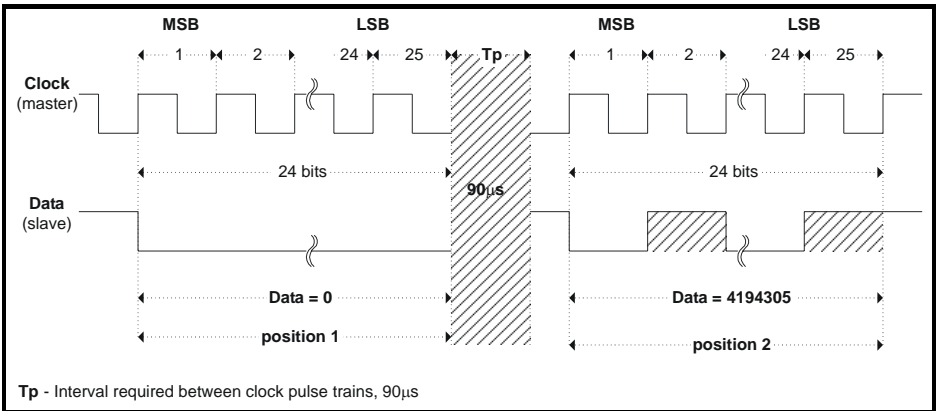 MSB LSB MSB LSB
1 2 24 25 Tp 1 2 24 25
Clock
(master)
24 bits 24 bits
90μs
Data
(slave)
Data = 0 Data = 4194305
position 1 position 2
Tp - Interval required between clock pulse trains, 90μs